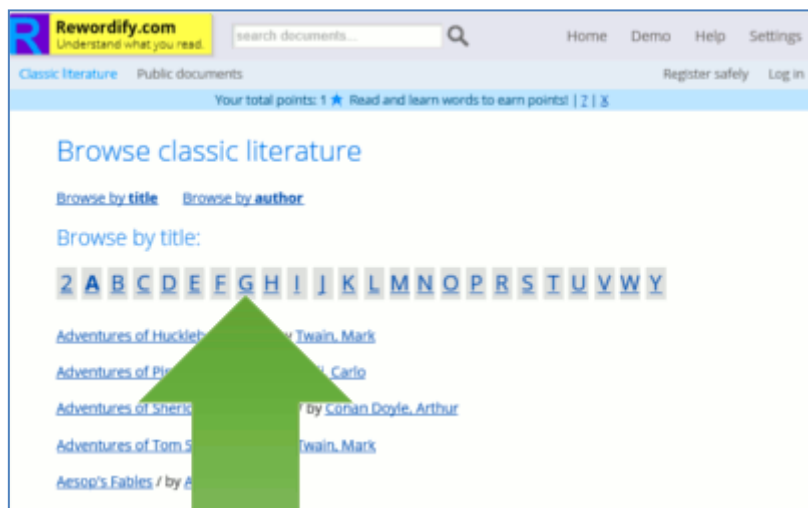 R Rewordify.com
Understand what you read.
search documents...
Home Demo Help Settings
Classic literature Public documents
Register safely Log in
Your total points: 1 ★ Read and learn words to earn points! | ? | X
Browse classic literature
Browse by title Browse by author
Browse by title:
2 A B C D E F G H I J K L M N O P R S T U V W Y
Adventures of Huckleb Twain, Mark
Adventures of Carlo
Adventures of Sherlo / by Conan Doyle, Arthur
Adventures of Tom S Twain, Mark
Aesop's Fables / by A